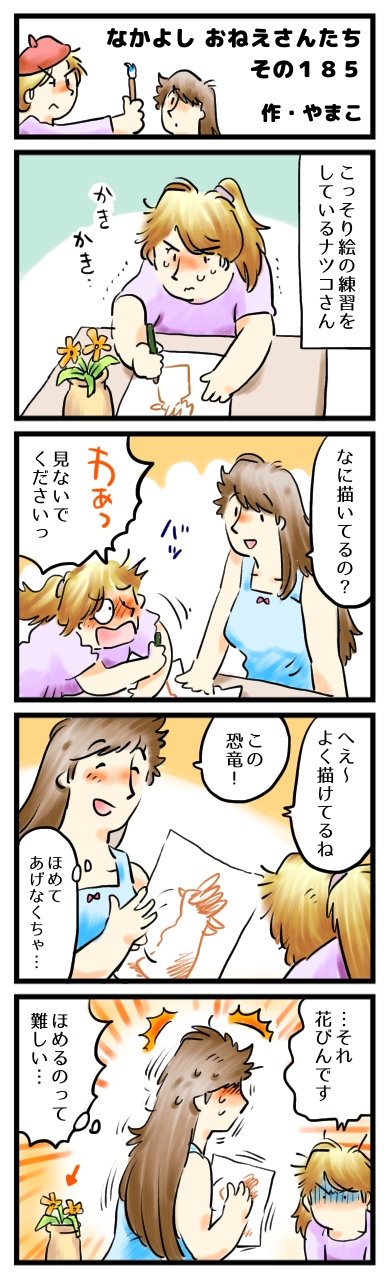 なかよし おねえさんたち
その１８５
作・やまこ
こっそり絵の練習を
しているナツコさん
かき
かき…
なに描いてるの？
わぁっ
見ないで
くださいっ
バッ
へえ〜
よく描けてるね
この
恐竜！
ほめて
あげなくちゃ…
…それ
花びんです
ほめるのって
難しい…